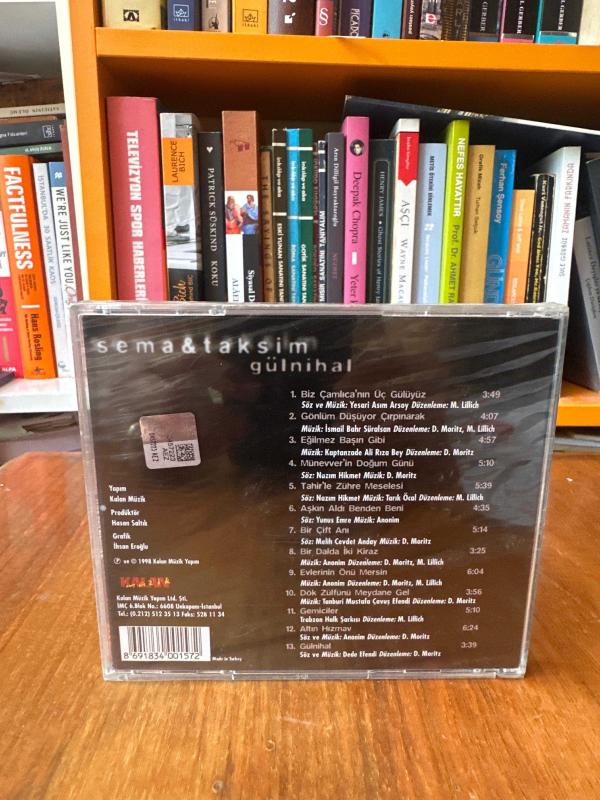 TELEVİZYON SPOR HABERLERİ
PATRICK SÜSKIND KOKU
Deepak Chopra
HENRY JAMES
AŞÇI
NEFES HAYATTIR
Prof. Dr. AHMET
Ferhan Şensoy
FACTFULNESS
Hans Rosling
İSTANBUL'DA 30 SAATLİK KAOS
WE'RE JUST LIKE YOU
sema&taksim
gülnihal
1. Biz Çamlıca'nın Üç Gülüyüz 3:49
Söz ve Müzik: Yesari Asım Arsoy Düzenleme: M. Lillich
2. Gönlüm Düşüyor Çırpınarak 4:07
Müzik: İsmail Bahr Süralsan Düzenleme: D. Moritz, M. Lillich
3. Eğilmez Başın Gibi 4:57
Müzik: Kaptanzade Ali Rıza Bey Düzenleme: D. Moritz
4. Münevver'in Doğum Günü 5:10
Söz: Nazım Hikmet Müzik: D. Moritz
5. Tahir'le Zühre Meselesi 5:39
Söz: Nazım Hikmet Müzik: Tarık Öcal Düzenleme: M. Lillich
6. Aşkın Aldı Benden Beni 4:35
Söz: Yunus Emre Müzik: Anonim
7. Bir Çift Anı 5:14
Söz: Melih Cevdet Anday Müzik: D. Moritz
8. Bir Dalda İki Kiraz 3:25
Müzik: Anonim Düzenleme: D. Moritz, M. Lillich
9. Evlerinin Önü Mersin 6:04
Müzik: Anonim Düzenleme: D. Moritz, M. Lillich
10. Dök Zülfünü Meydane Gel 3:56
Müzik: Tanburi Mustafa Çavuş Efendi Düzenleme: D. Moritz
11. Gemiciler 5:10
Trabzon Halk Şarkısı Düzenleme: M. Lillich
12. Altın Hızmav 6:24
Söz ve Müzik: Anonim Düzenleme: D. Moritz
13. Gülnihal 3:39
Söz ve Müzik: Dede Efendi Düzenleme: D. Moritz
Yapım
Kalan Müzik
Prodüktör
Hasan Saltık
Grafik
İhsan Eroğlu
℗ ve © 1998 Kalan Müzik Yapım
KALAN
Kalan Müzik Yapım Ltd. Şti.
İMÇ 6.Blok No.: 6608 Unkapanı-İstanbul
Tel.:(0.212) 512 35 13 Faks: 528 11 34
8 691834 001572
Made in Turkey